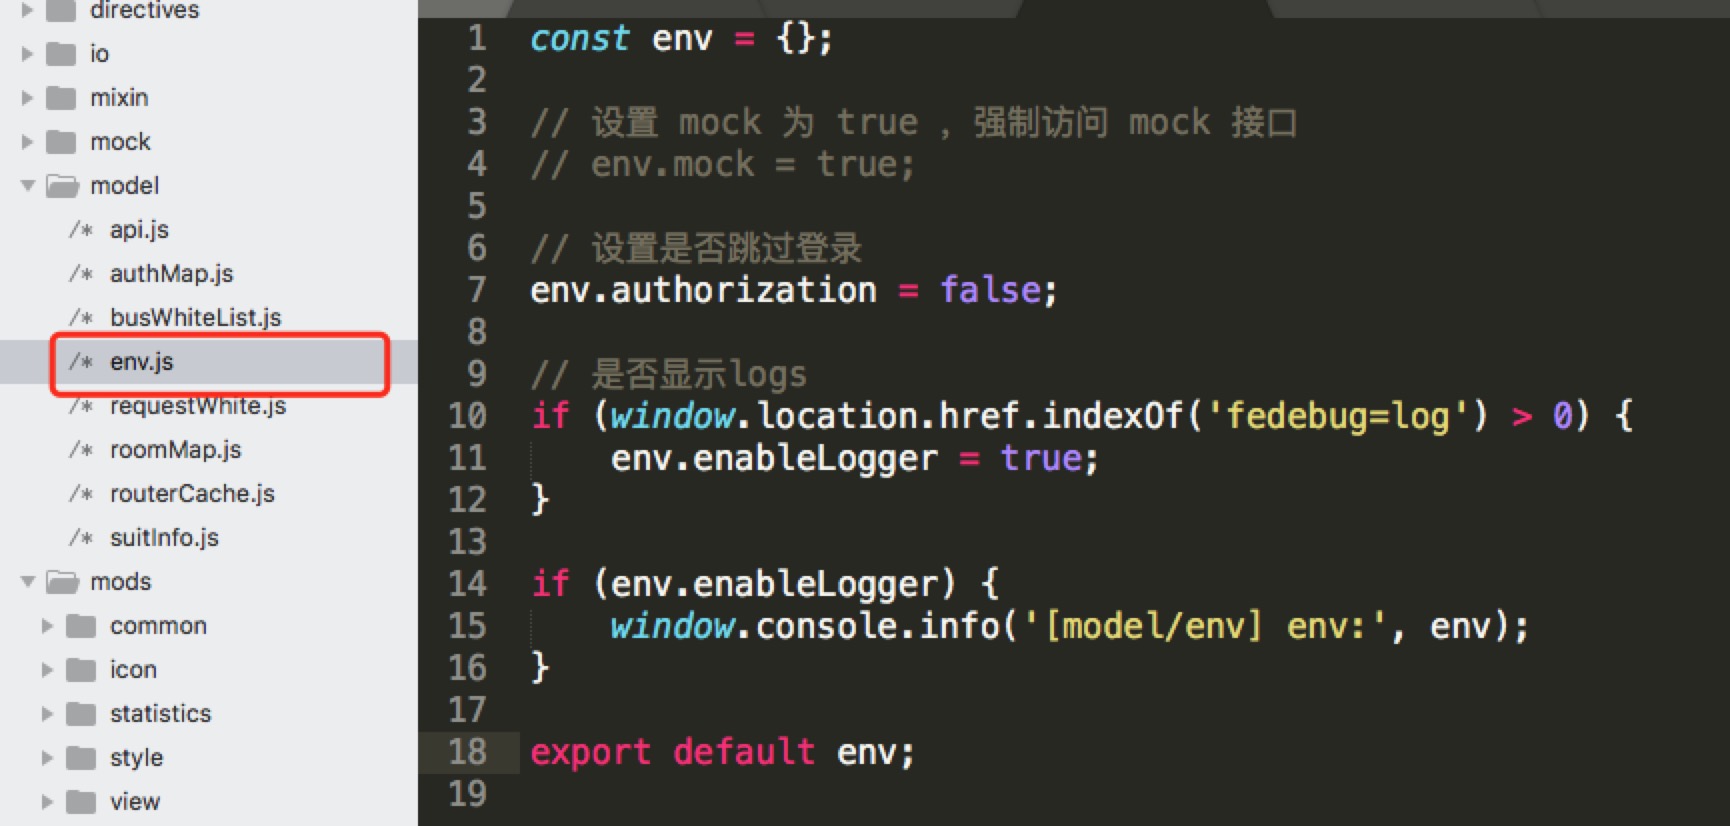 directives
io
mixin
mock
model
/* api.js
/* authMap.js
/* busWhiteList.js
/* env.js
/* requestWhite.js
/* roomMap.js
/* routerCache.js
/* suitInfo.js
mods
common
icon
statistics
style
view
1 const env = {};
2
3 // 设置 mock 为 true ，强制访问 mock 接口
4 // env.mock = true;
5
6 // 设置是否跳过登录
7 env.authorization = false;
8
9 // 是否显示logs
10 if (window.location.href.indexOf('fedebug=log') > 0) {
11 env.enableLogger = true;
12 }
13
14 if (env.enableLogger) {
15 window.console.info('[model/env] env:', env);
16 }
17
18 export default env;
19